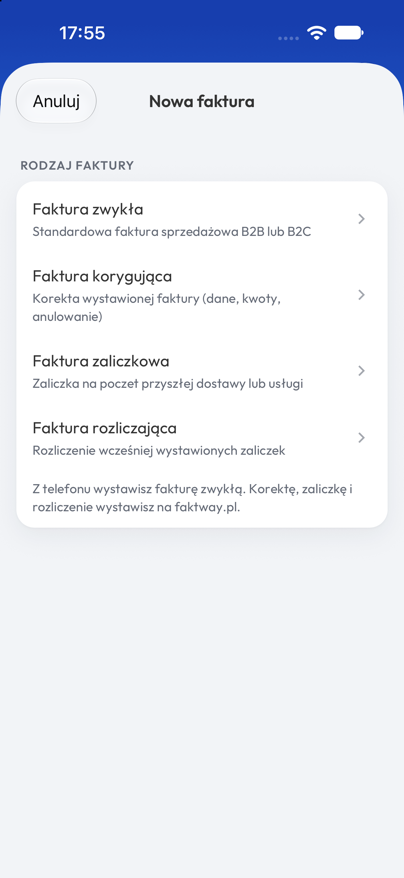 17:55
Anuluj
Nowa faktura
RODZAJ FAKTURY
Faktura zwykła
Standardowa faktura sprzedażowa B2B lub B2C
Faktura korygująca
Korekta wystawionej faktury (dane, kwoty,
anulowanie)
Faktura zaliczkowa
Zaliczka na poczet przyszłej dostawy lub usługi
Faktura rozliczająca
Rozliczenie wcześniej wystawionych zaliczek
Z telefonu wystawisz fakturę zwykłą. Korektę, zaliczkę i
rozliczenie wystawisz na faktway.pl.